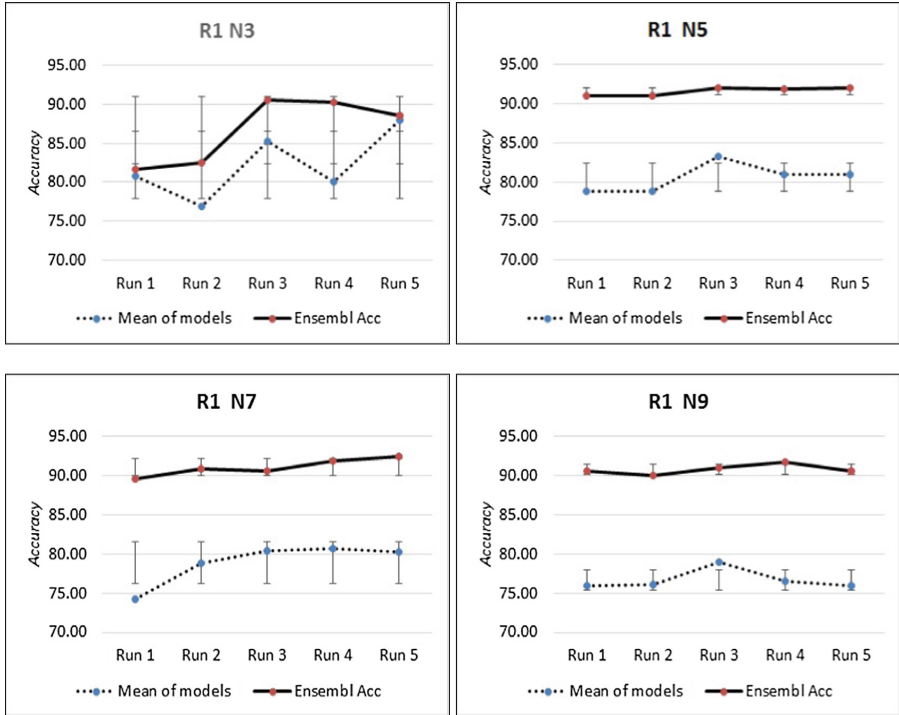 R1 N3
95.00
90.00
85.00
80.00
75.00
70.00
Accuracy
Run 1 Run 2 Run 3 Run 4 Run 5
Mean of models Ensembl Acc
R1 N5
95.00
90.00
85.00
80.00
75.00
70.00
Accuracy
Run 1 Run 2 Run 3 Run 4 Run 5
Mean of models Ensembl Acc
R1 N7
95.00
90.00
85.00
80.00
75.00
70.00
Accuracy
Run 1 Run 2 Run 3 Run 4 Run 5
Mean of models Ensembl Acc
R1 N9
95.00
90.00
85.00
80.00
75.00
70.00
Accuracy
Run 1 Run 2 Run 3 Run 4 Run 5
Mean of models Ensembl Acc